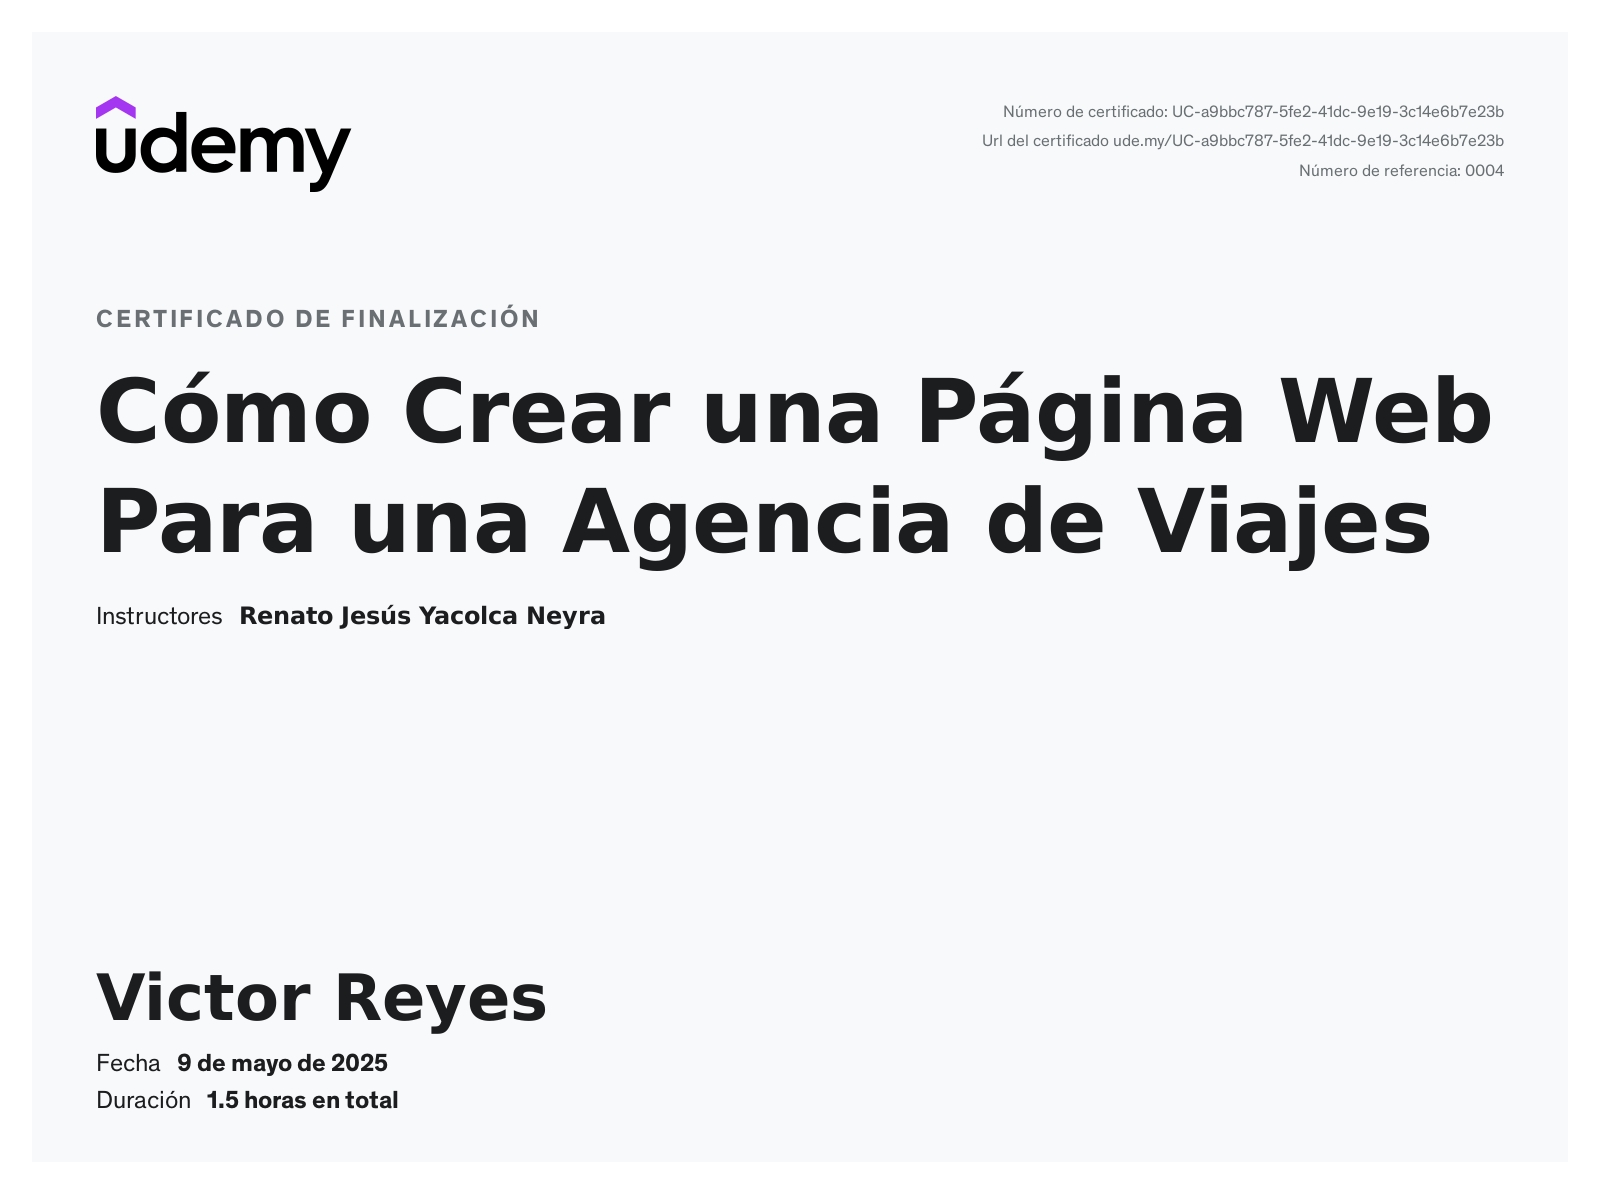 udemy
Número de certificado: UC-a9bbc787-5fe2-41dc-9e19-3c14e6b7e23b
Url del certificado ude.my/UC-a9bbc787-5fe2-41dc-9e19-3c14e6b7e23b
Número de referencia: 0004
CERTIFICADO DE FINALIZACIÓN
Cómo Crear una Página Web
Para una Agencia de Viajes
Instructores Renato Jesús Yacolca Neyra
Victor Reyes
Fecha 9 de mayo de 2025
Duración 1.5 horas en total